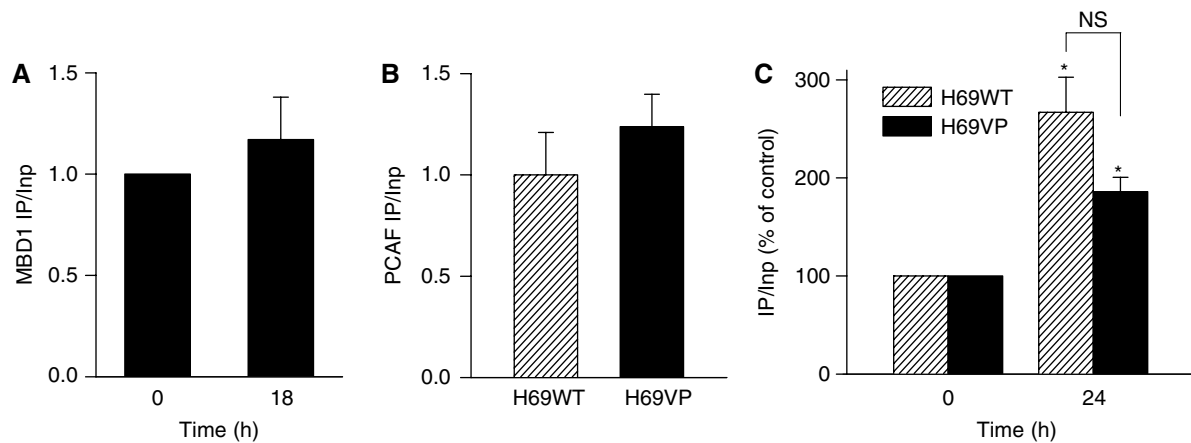 A
MBD1 IP/Inp
1.5
1.0
0.5
0.0
0
18
Time (h)
B
PCAF IP/Inp
1.5
1.0
0.5
0.0
H69WT
H69VP
C
IP/Inp (% of control)
300
200
100
0
H69WT
H69VP
NS
*
*
0
24
Time (h)